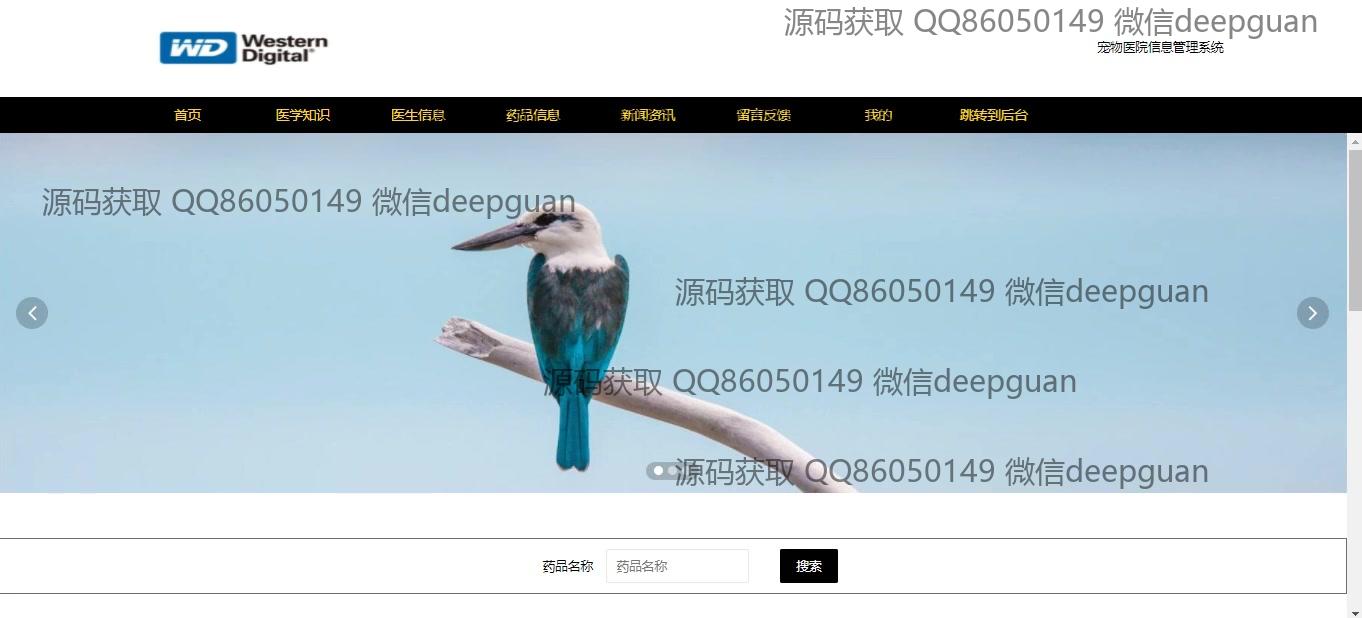 源码获取 QQ86050149 微信deepguan
WD Western
Digital®
宠物医院信息管理系统
首页 医学知识 医生信息 药品信息 新闻资讯 留言反馈 我的 跳转到后台
源码获取 QQ86050149 微信deepguan
源码获取 QQ86050149 微信deepguan
源码获取 QQ86050149 微信deepguan
源码获取 QQ86050149 微信deepguan
药品名称 药品名称 搜索